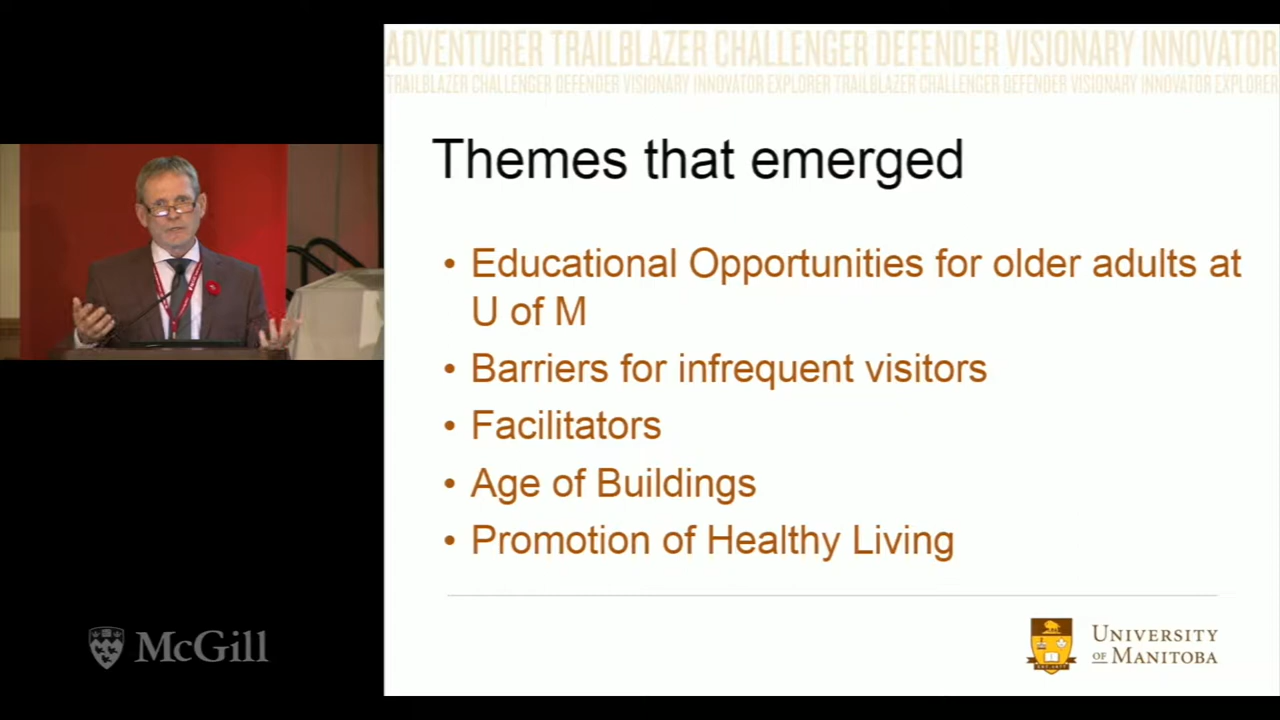 ADVENTURER TRAILBLAZER CHALLENGER DEFENDER VISIONARY INNOVATOR
TRAILBLAZER CHALLENGER DEFENDER VISIONARY INNOVATOR EXPLORER TRAILBLAZER CHALLENGER DEFENDER VISIONARY INNOVATOR EXPLORER
Themes that emerged
• Educational Opportunities for older adults at
U of M
• Barriers for infrequent visitors
• Facilitators
• Age of Buildings
• Promotion of Healthy Living
McGill
UNIVERSITY
OF MANITOBA